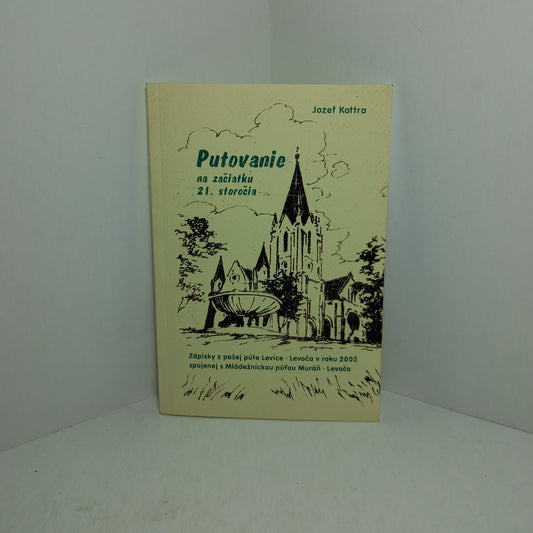 Jozef Kottra
Putovanie
na začiatku
21. storočia
Zápisky z pešej púte Levice - Levoča v roku 2005
spojenej s Mládežníckou púťou Muráň - Levoča